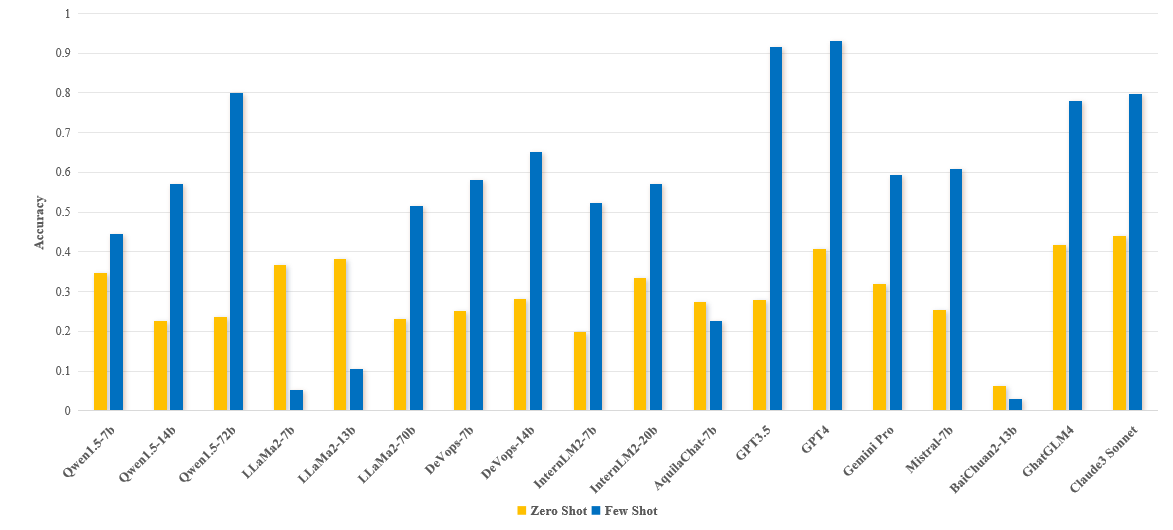 1
0.9
0.8
0.7
0.6
0.5
0.4
0.3
0.2
0.1
0
Accuracy
Qwen1.5-7b
Qwen1.5-14b
Qwen1.5-72b
LLaMa2-7b
LLaMa2-13b
LLaMa2-70b
DeVops-7b
DeVops-14b
InternLM2-7b
InternLM2-20b
AquilaChat-7b
GPT3.5
GPT4
Gemini Pro
Mistral-7b
BaiChuan2-13b
GhatGLM4
Claude3 Sonnet
Zero Shot Few Shot